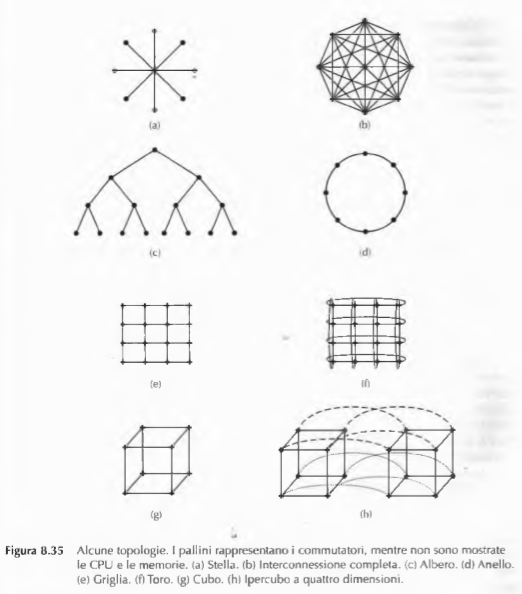 (a)
(b)
(c)
(d)
(e)
(f)
(g)
(h)
Figura 8.35 Alcune topologie. I pallini rappresentano i commutatori, mentre non sono mostrate
le CPU e le memorie. (a) Stella. (b) Interconnessione completa. (c) Albero. (d) Anello.
(e) Griglia. (f) Toro. (g) Cubo. (h) Ipercubo a quattro dimensioni.